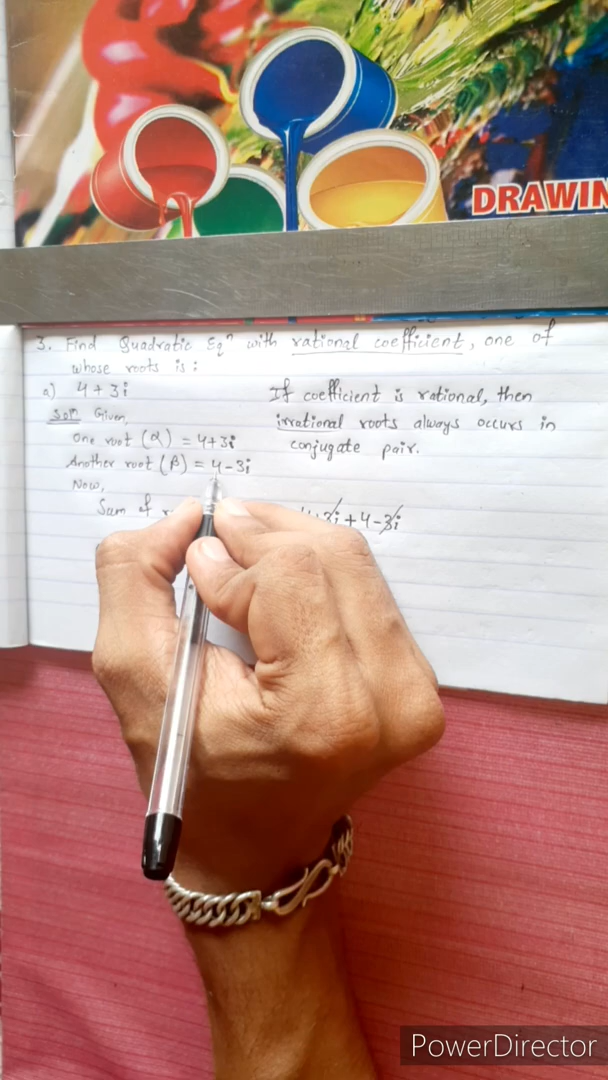 DRAWIN
3. Find Quadratic Eqⁿ with rational coefficient, one of
whose roots is:
a) 4 + 3i
Solⁿ Given,
One root (α) = 4+3i
Another root (β) = 4-3i
Now,
Sum of
4+3i+4-3i
If coefficient is rational, then
irrational roots always occurs in
conjugate pair.
PowerDirector